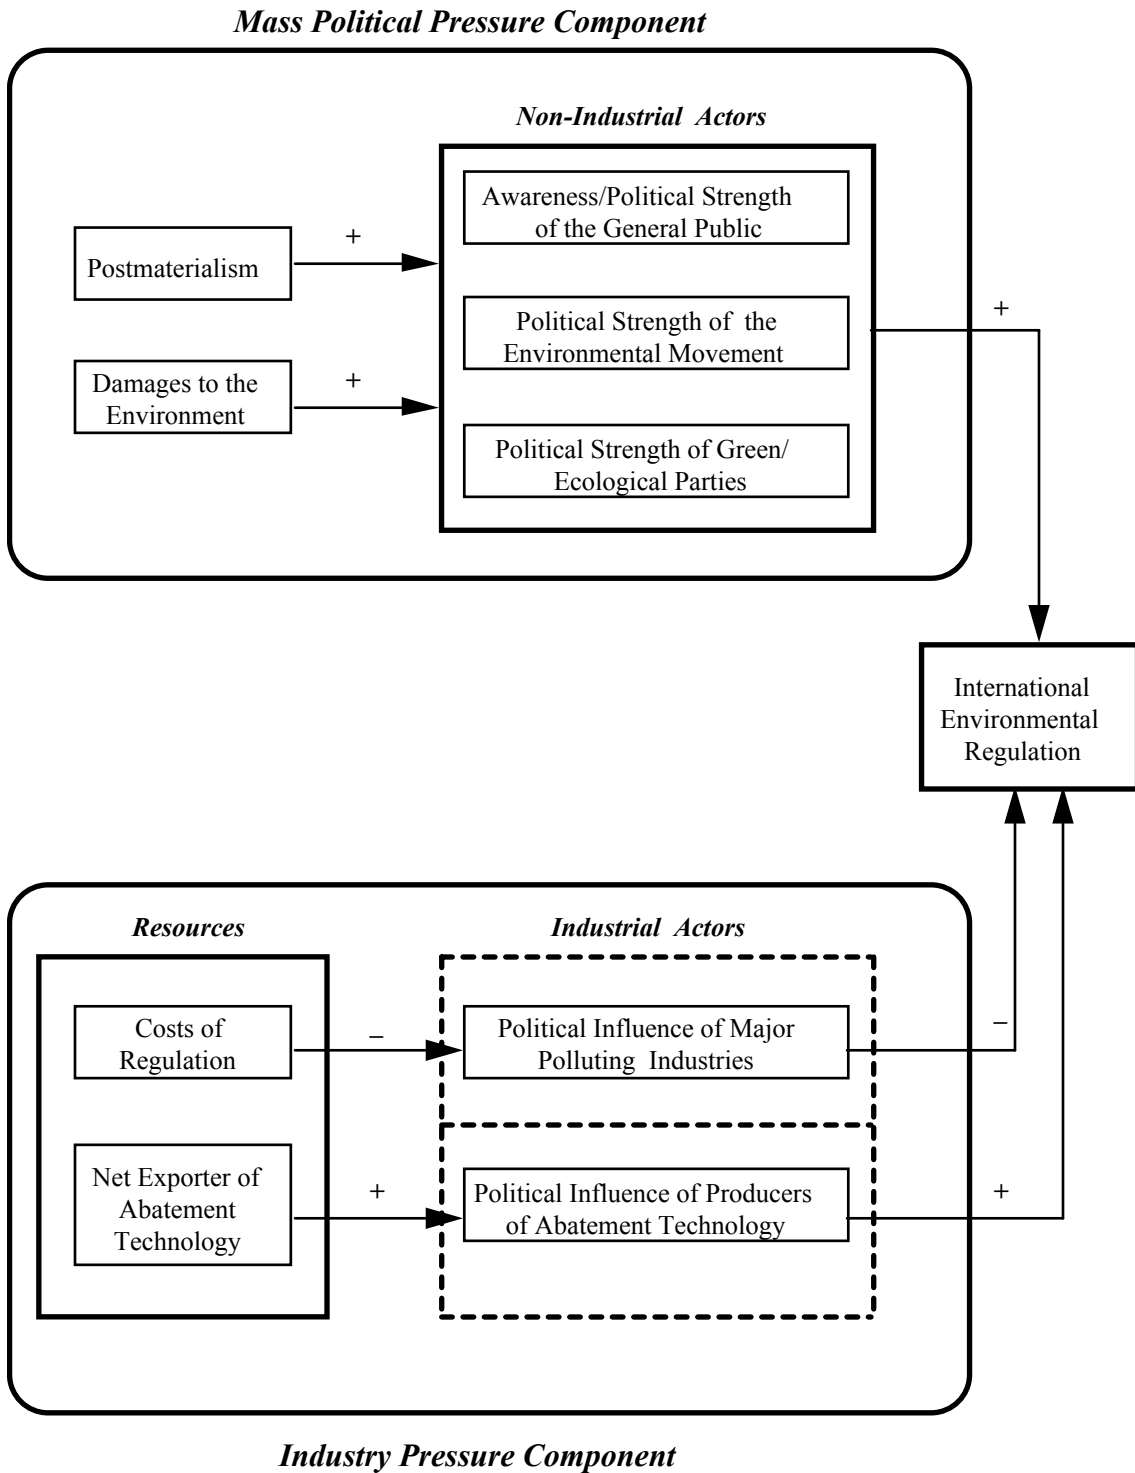 Mass Political Pressure Component
Non-Industrial Actors
Awareness/Political Strength
of the General Public
+
Postmaterialism
Political Strength of the
Environmental Movement
+
+
Damages to the
Environment
Political Strength of Green/
Ecological Parties
International
Environmental
Regulation
Resources
Industrial Actors
Costs of
Regulation
–
Political Influence of Major
Polluting Industries
–
Net Exporter of
Abatement
Technology
+
Political Influence of Producers
of Abatement Technology
+
Industry Pressure Component